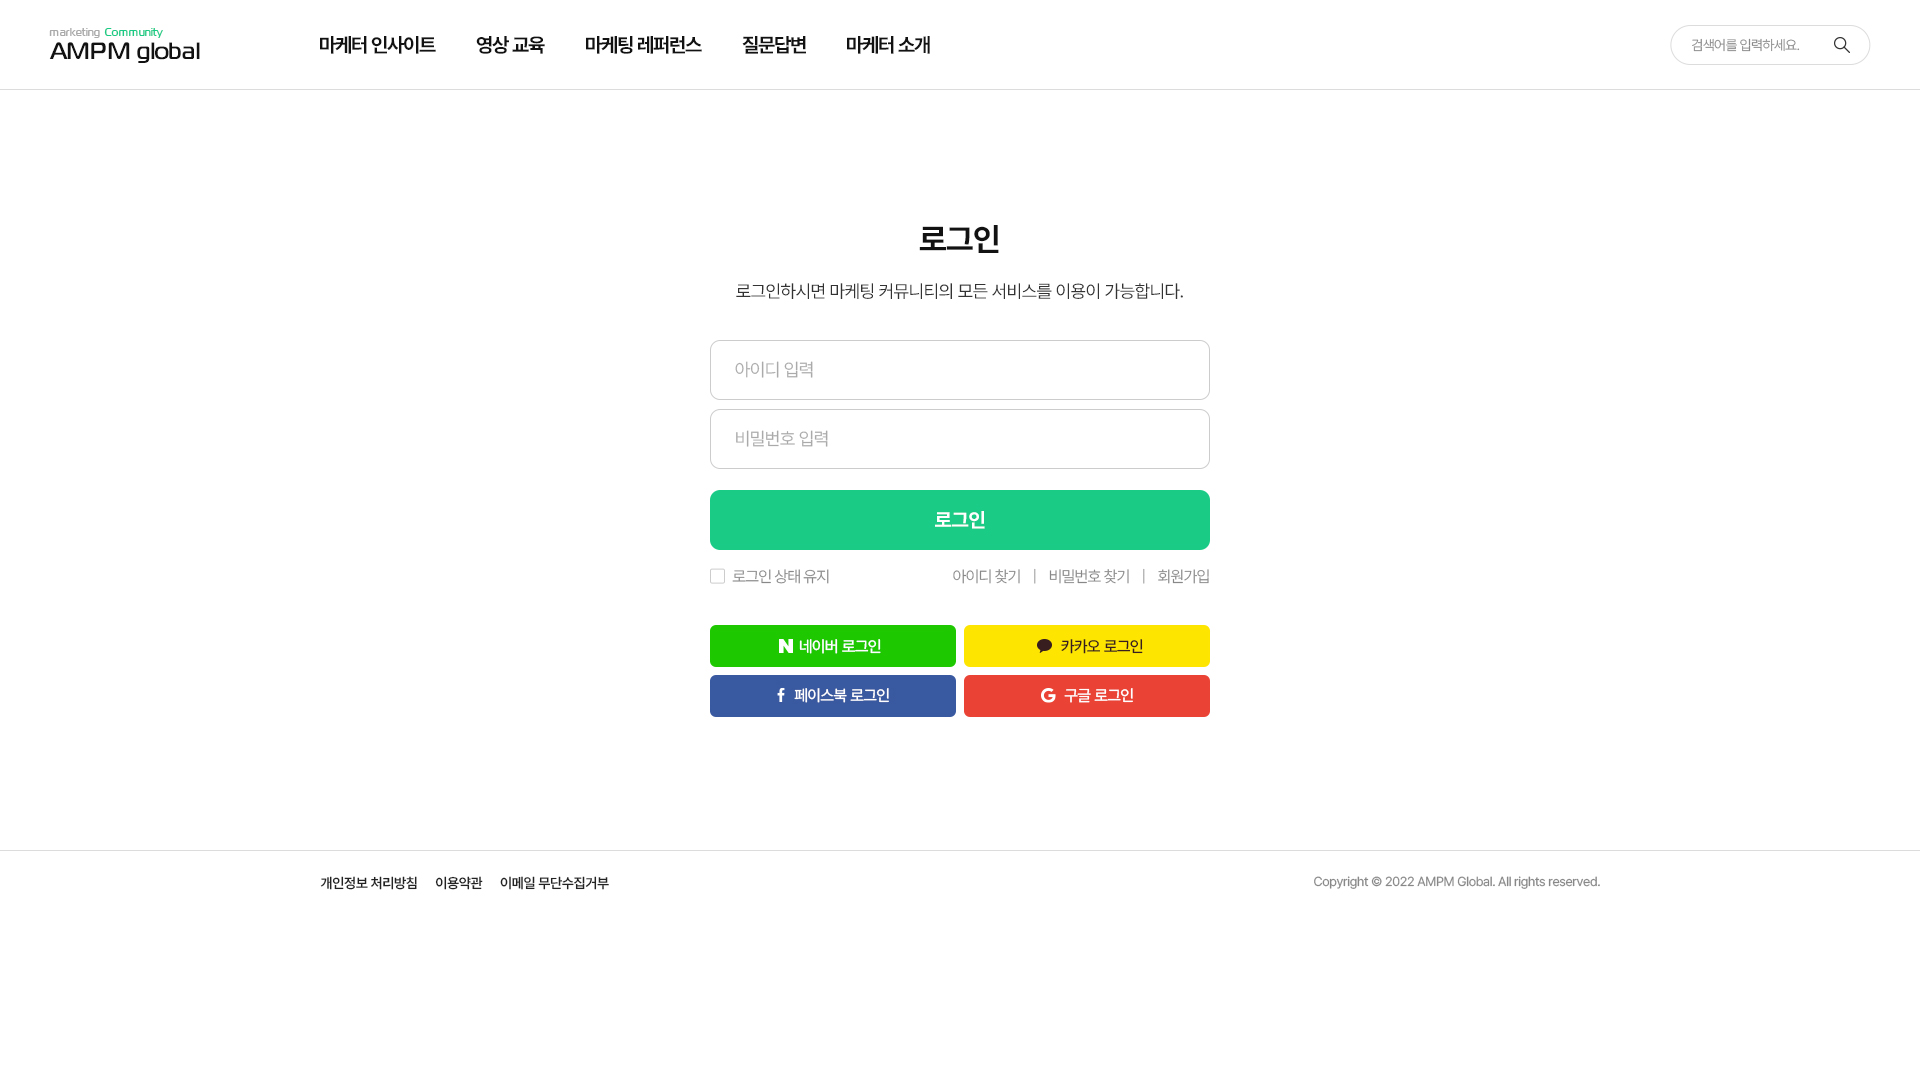 marketing Community
AMPM global
마케터 인사이트 영상 교육 마케팅 레퍼런스 질문답변 마케터 소개
검색어를 입력하세요.
로그인
로그인하시면 마케팅 커뮤니티의 모든 서비스를 이용이 가능합니다.
아이디 입력
비밀번호 입력
로그인
로그인 상태 유지 아이디 찾기 | 비밀번호 찾기 | 회원가입
네이버 로그인 카카오 로그인
페이스북 로그인 구글 로그인
개인정보 처리방침 이용약관 이메일 무단수집거부 Copyright © 2022 AMPM Global. All rights reserved.